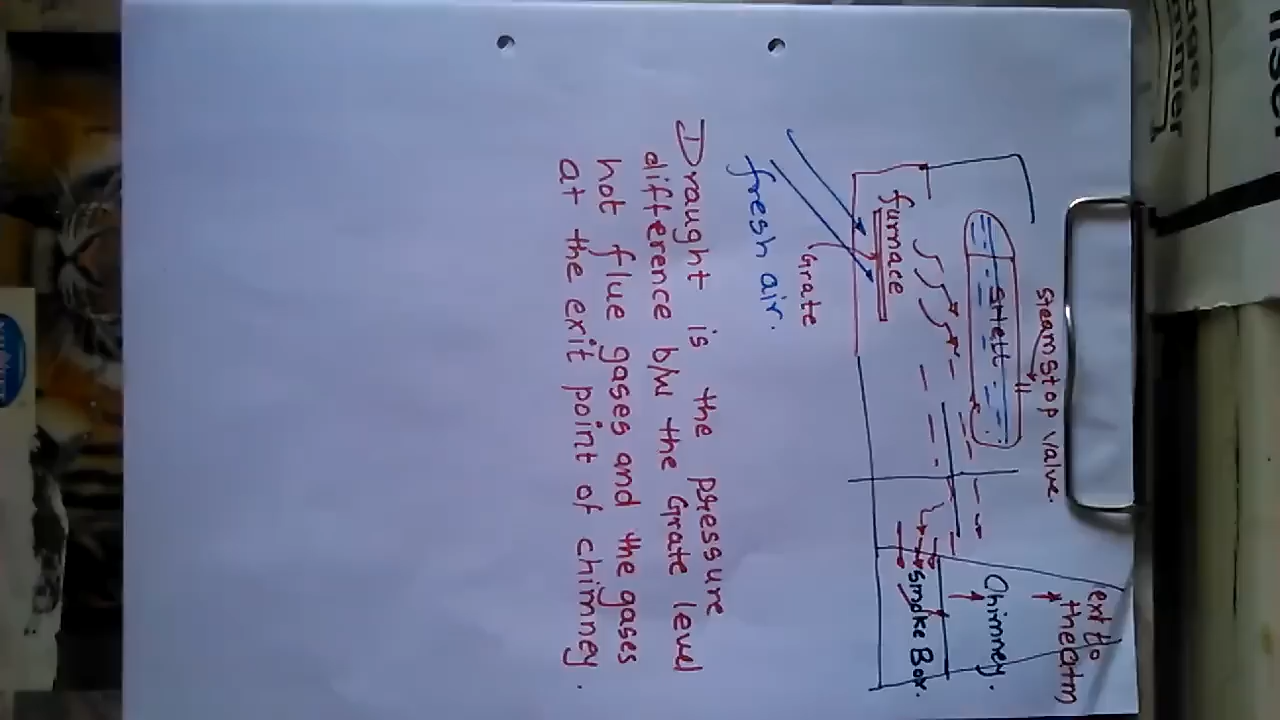 steam stop valve.
shell
furnace
Grate
fresh air.
exit to
the atm
Chimney.
smoke Box.
Draught is the pressure
difference b/w the Grate level
hot flue gases and the gases
at the exit point of chimney.